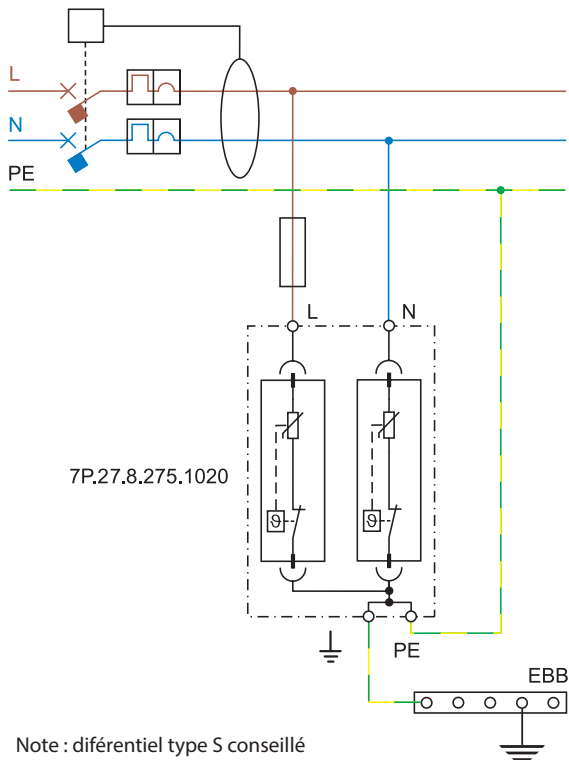 L
N
PE
L
N
7P.27.8.275.1020
ϑ
ϑ
PE
EBB
Note : diférentiel type S conseillé